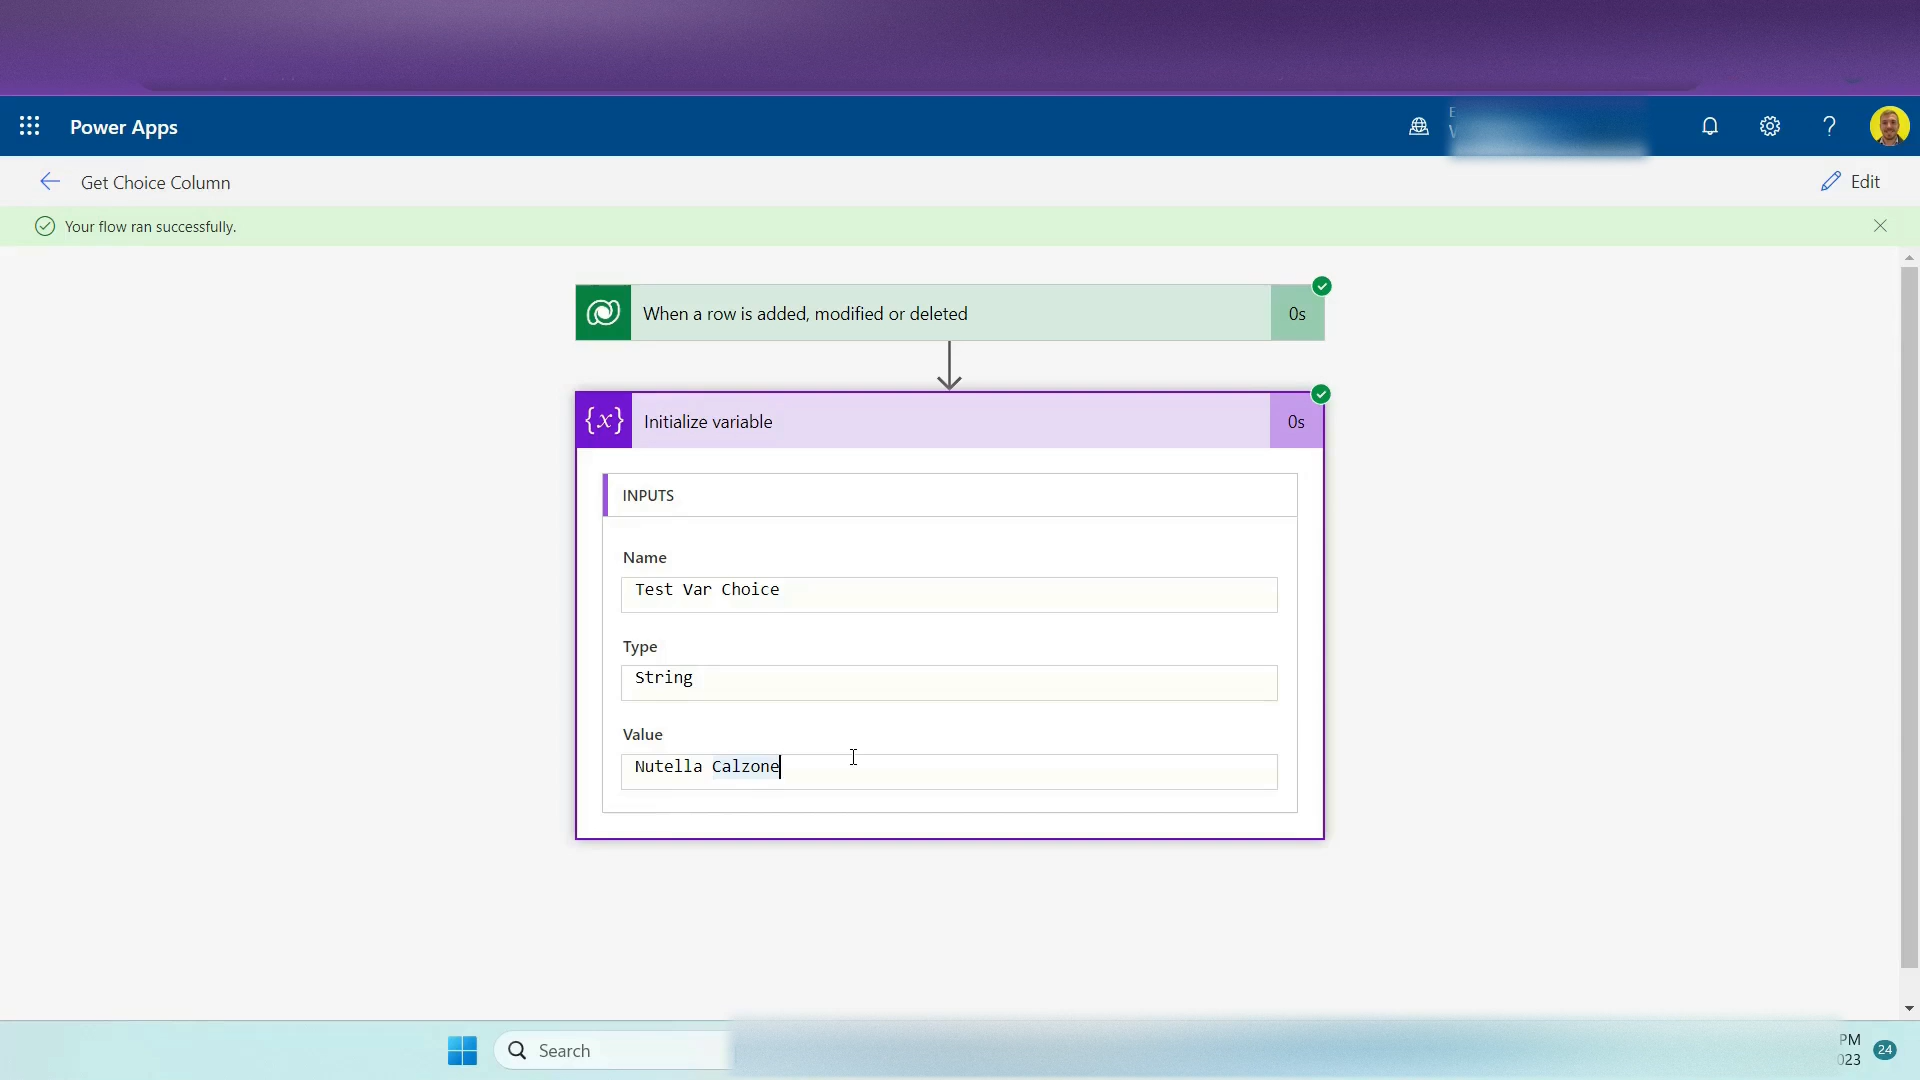 Power Apps
Get Choice Column
Edit
Your flow ran successfully.
When a row is added, modified or deleted
0s
{x}
Initialize variable
0s
INPUTS
Name
Test Var Choice
Type
String
Value
Nutella Calzone
Search
PM
023
24